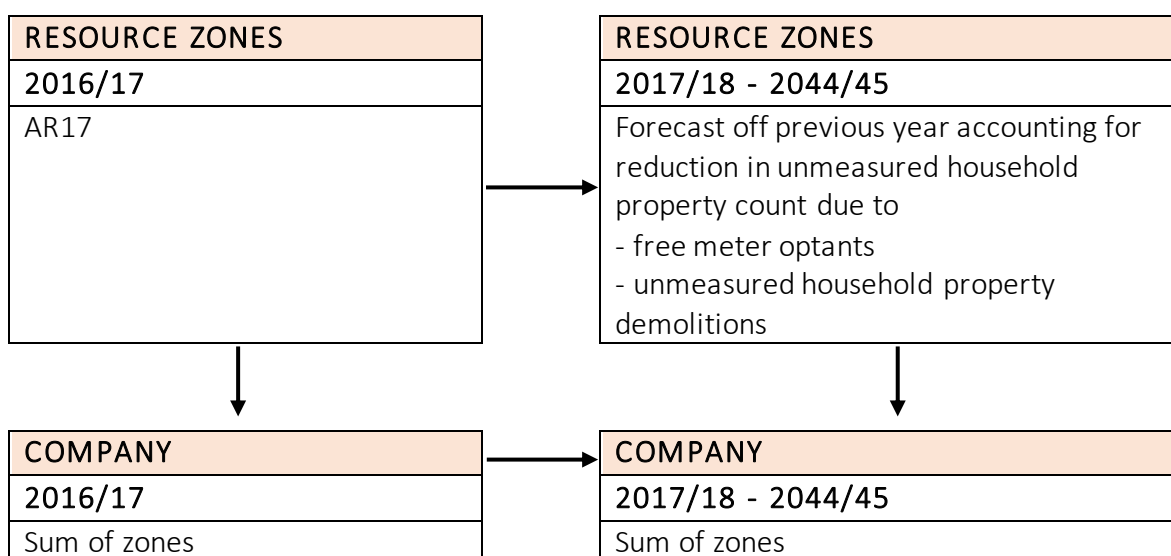 RESOURCE ZONES
2016/17
AR17
RESOURCE ZONES
2017/18 - 2044/45
Forecast off previous year accounting for
reduction in unmeasured household
property count due to
- free meter optants
- unmeasured household property
demolitions
COMPANY
2016/17
Sum of zones
COMPANY
2017/18 - 2044/45
Sum of zones